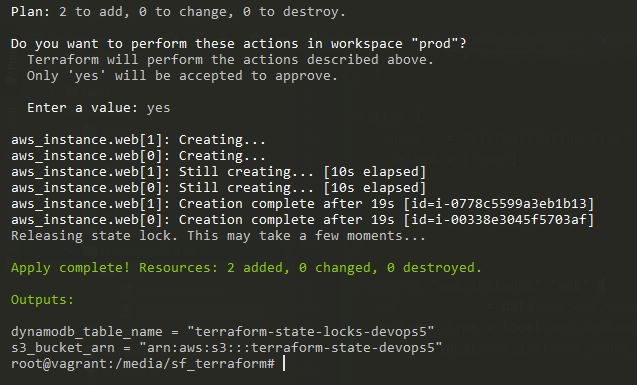 Plan: 2 to add, 0 to change, 0 to destroy.
Do you want to perform these actions in workspace "prod"?
Terraform will perform the actions described above.
Only 'yes' will be accepted to approve.
Enter a value: yes
aws_instance.web[1]: Creating...
aws_instance.web[0]: Creating...
aws_instance.web[1]: Still creating... [10s elapsed]
aws_instance.web[0]: Still creating... [10s elapsed]
aws_instance.web[1]: Creation complete after 19s [id=i-0778c5599a3eb1b13]
aws_instance.web[0]: Creation complete after 19s [id=i-00338e3045f5703af]
Releasing state lock. This may take a few moments...
Apply complete! Resources: 2 added, 0 changed, 0 destroyed.
Outputs:
dynamodb_table_name = "terraform-state-locks-devops5"
s3_bucket_arn = "arn:aws:s3:::terraform-state-devops5"
root@vagrant:/media/sf_terraform#